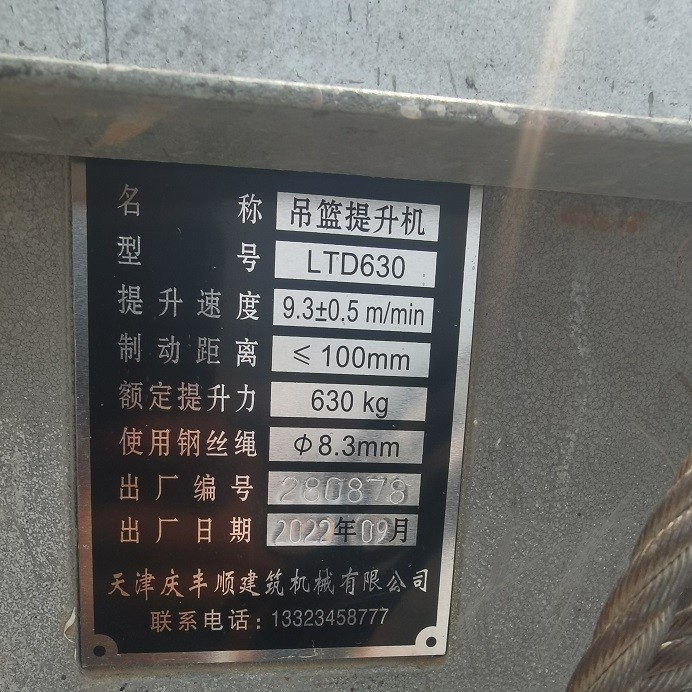 名称 吊篮提升机
型号 LTD630
提升速度 9.3±0.5 m/min
制动距离 ≤100mm
额定提升力 630 kg
使用钢丝绳 Φ8.3mm
出厂编号 280878
出厂日期 2022年09月
天津庆丰顺建筑机械有限公司
联系电话：13323458777